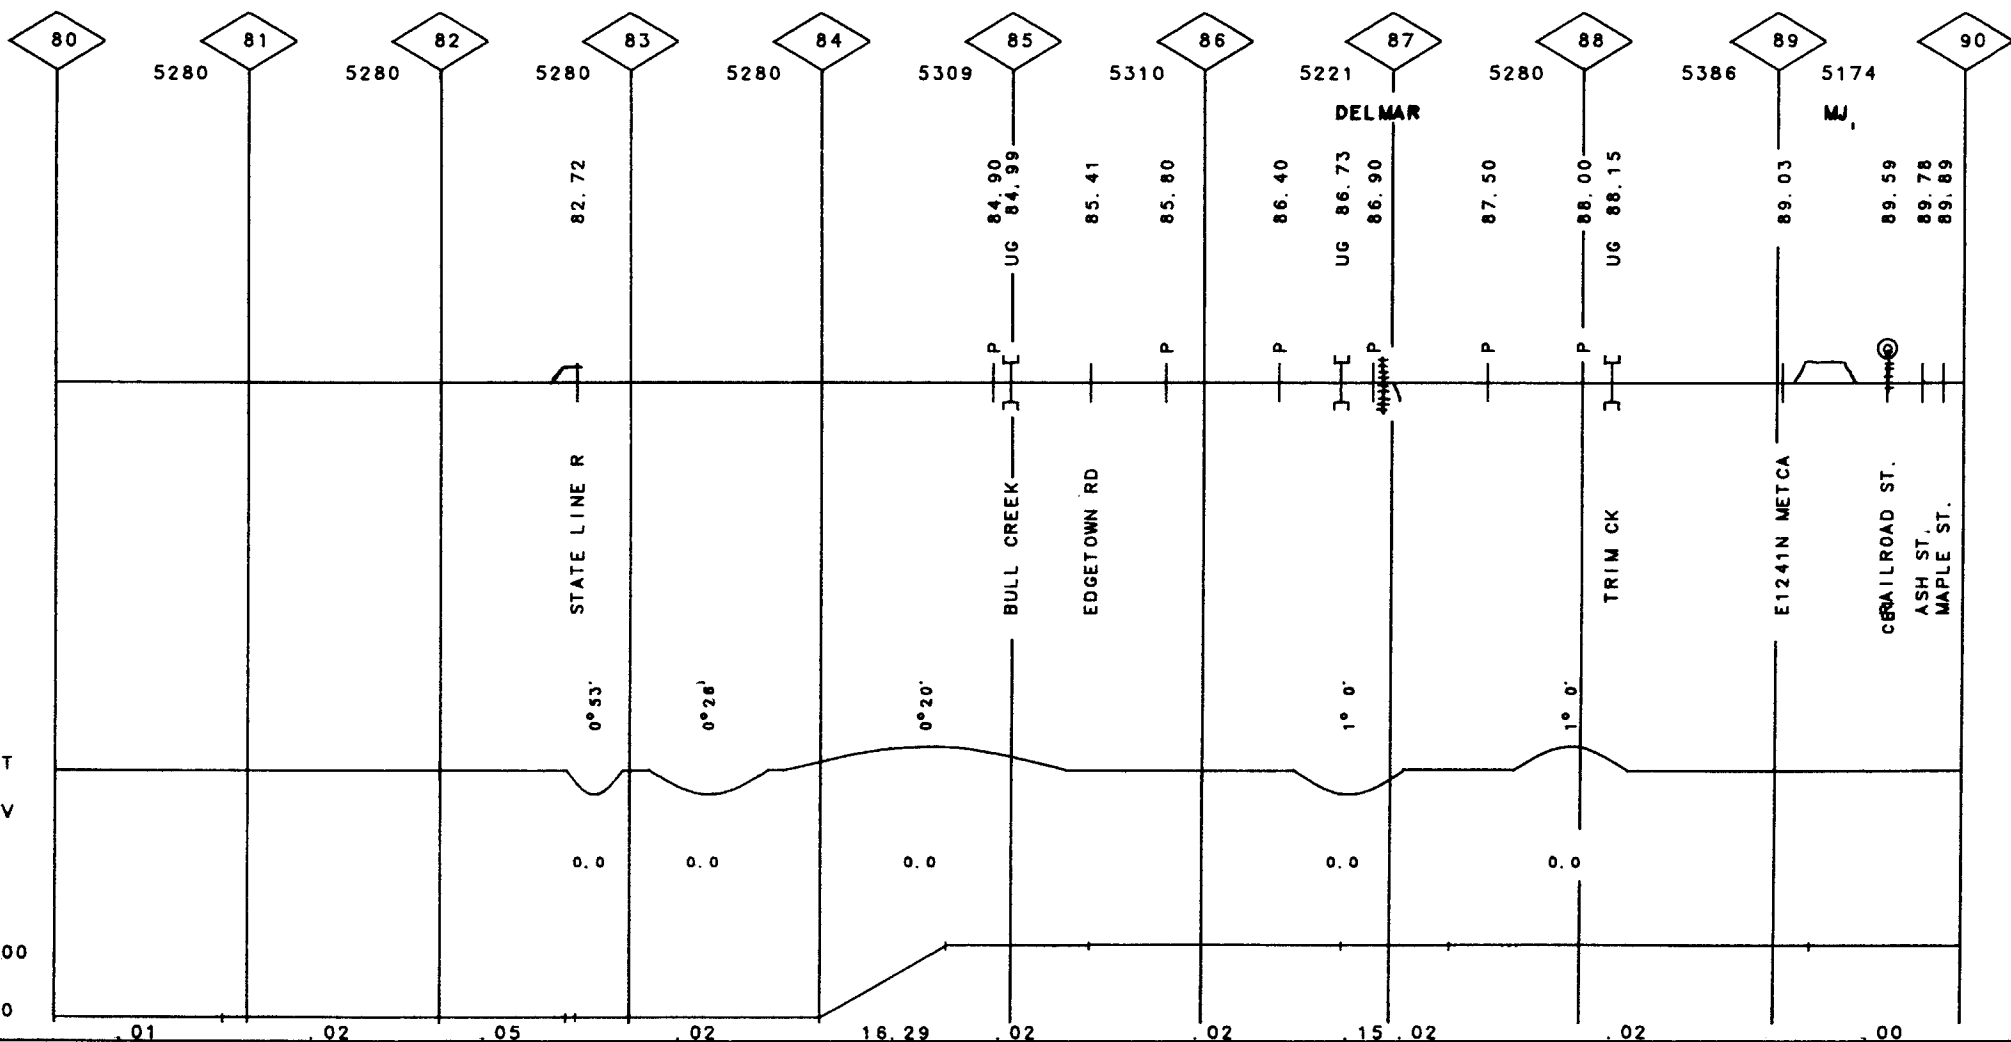 80 81 82 83 84 85 86 87 88 89 90
5280 5280 5280 5280 5309 5310 5221 5280 5386 5174
DELMAR MJ,
82.72
84.90
UG 84.99
85.41
85.80
86.40
UG 86.73
86.90
87.50
88.00
UG 88.15
89.03
89.59
89.78
89.89
P P P P P P
STATE LINE R
BULL CREEK
EDGETOWN RD
TRIM CK
E1241N METCA
RAILROAD ST.
ASH ST.
MAPLE ST.
0°53' 0°26' 0°20' 1° 0' 1° 0'
T
V
0.0 0.0 0.0 0.0 0.0
00
0
.01 .02 .05 .02 16.29 .02 .02 .15 .02 .02 .00